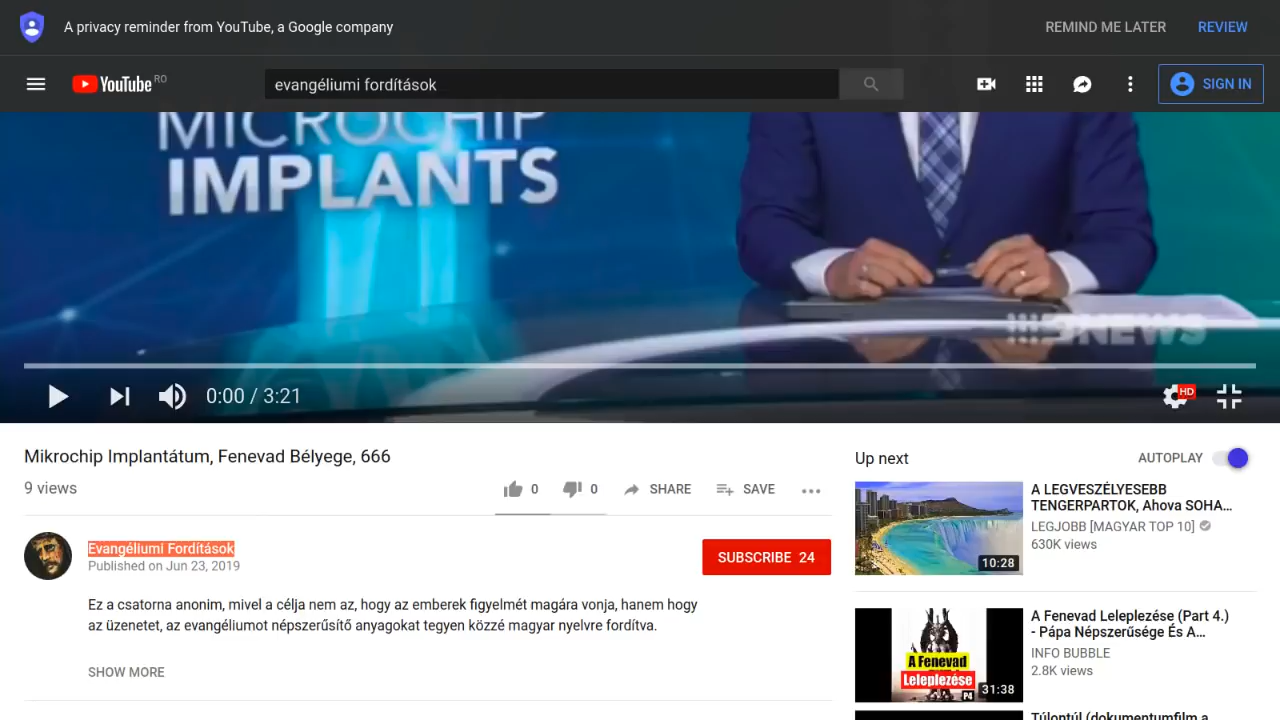 A privacy reminder from YouTube, a Google company
REMIND ME LATER
REVIEW
YouTube RO
evangéliumi fordítások
SIGN IN
MICROCHIP
IMPLANTS
9NEWS
0:00 / 3:21
HD
Mikrochip Implantátum, Fenevad Bélyege, 666
9 views
0
0
SHARE
SAVE
Evangéliumi Fordítások
Published on Jun 23, 2019
SUBSCRIBE 24
Ez a csatorna anonim, mivel a célja nem az, hogy az emberek figyelmét magára vonja, hanem hogy
az üzenetet, az evangéliumot népszerűsítő anyagokat tegyen közzé magyar nyelvre fordítva.
SHOW MORE
Up next
AUTOPLAY
A LEGVESZÉLYESEBB
TENGERPARTOK, Ahova SOHA...
LEGJOBB [MAGYAR TOP 10]
630K views
10:28
A Fenevad Leleplezése (Part 4.)
- Pápa Népszerűsége És A...
INFO BUBBLE
2.8K views
A Fenevad
Leleplezése
P4
31:38
Túlontúl (dokumentumfilm a